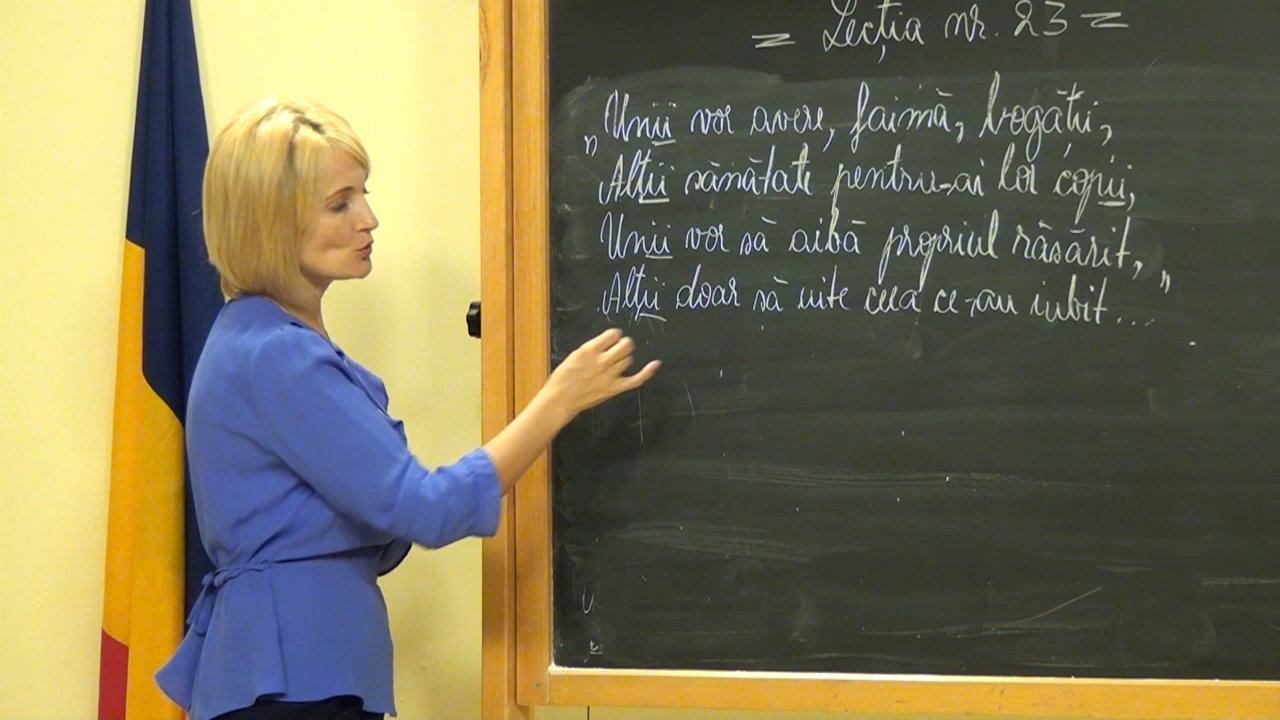 = Lecția nr. 23 =
„Unii vor avere, faimă, bogății,
Alții sănătate pentru-ai lor copii,
Unii vor să aibă propriul răsărit,
Alții doar să uite ceea ce-au iubit..."